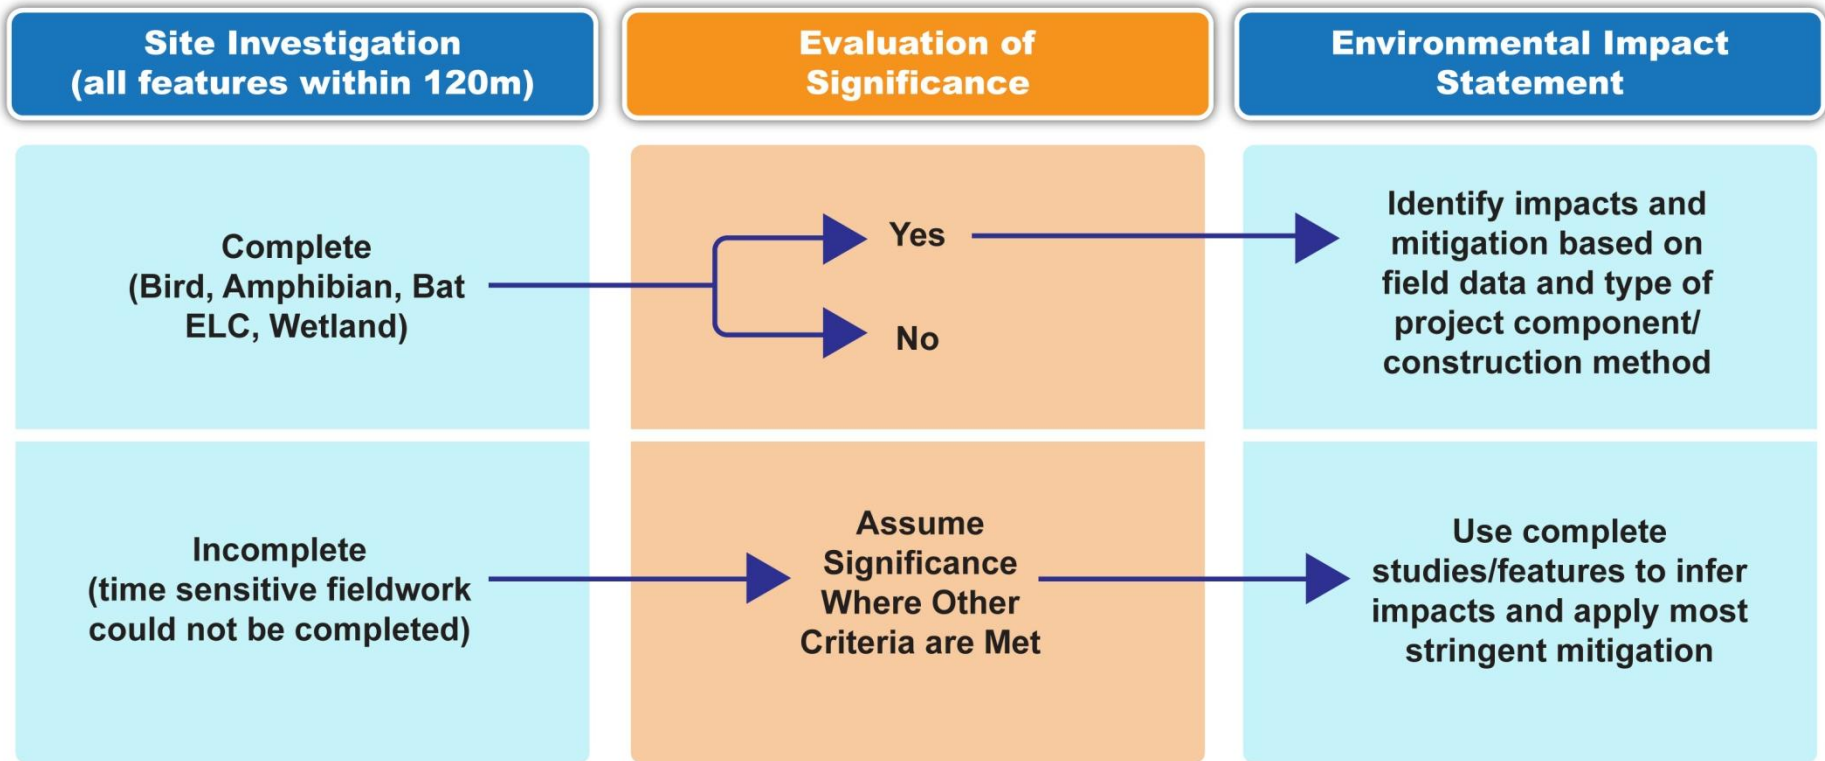 Site Investigation
(all features within 120m)
Evaluation of
Significance
Environmental Impact
Statement
Complete
(Bird, Amphibian, Bat
ELC, Wetland)
Yes
No
Identify impacts and
mitigation based on
field data and type of
project component/
construction method
Incomplete
(time sensitive fieldwork
could not be completed)
Assume
Significance
Where Other
Criteria are Met
Use complete
studies/features to infer
impacts and apply most
stringent mitigation